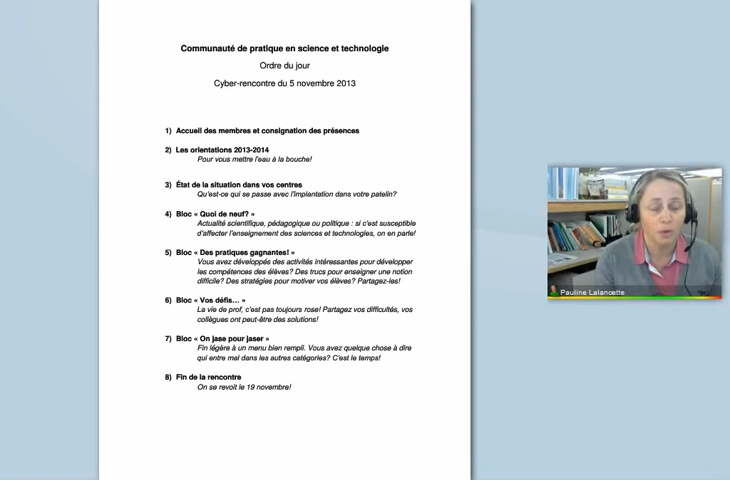 Communauté de pratique en science et technologie
Ordre du jour
Cyber-rencontre du 5 novembre 2013
1) Accueil des membres et consignation des présences
2) Les orientations 2013-2014
Pour vous mettre l'eau à la bouche!
3) État de la situation dans vos centres
Qu'est-ce qui se passe avec l'implantation dans votre patelin?
4) Bloc « Quoi de neuf? »
Actualité scientifique, pédagogique ou politique : si c'est susceptible
d'affecter l'enseignement des sciences et technologies, on en parle!
5) Bloc « Des pratiques gagnantes! »
Vous avez développés des activités intéressantes pour développer
les compétences des élèves? Des trucs pour enseigner une notion
difficile? Des stratégies pour motiver vos élèves? Partagez-les!
6) Bloc « Vos défis... »
La vie de prof, c'est pas toujours rose! Partagez vos difficultés, vos
collègues ont peut-être des solutions!
7) Bloc « On jase pour jaser »
Fin légère à un menu bien rempli. Vous avez quelque chose à dire
qui entre mal dans les autres catégories? C'est le temps!
8) Fin de la rencontre
On se revoit le 19 novembre!
Pauline Lalancette